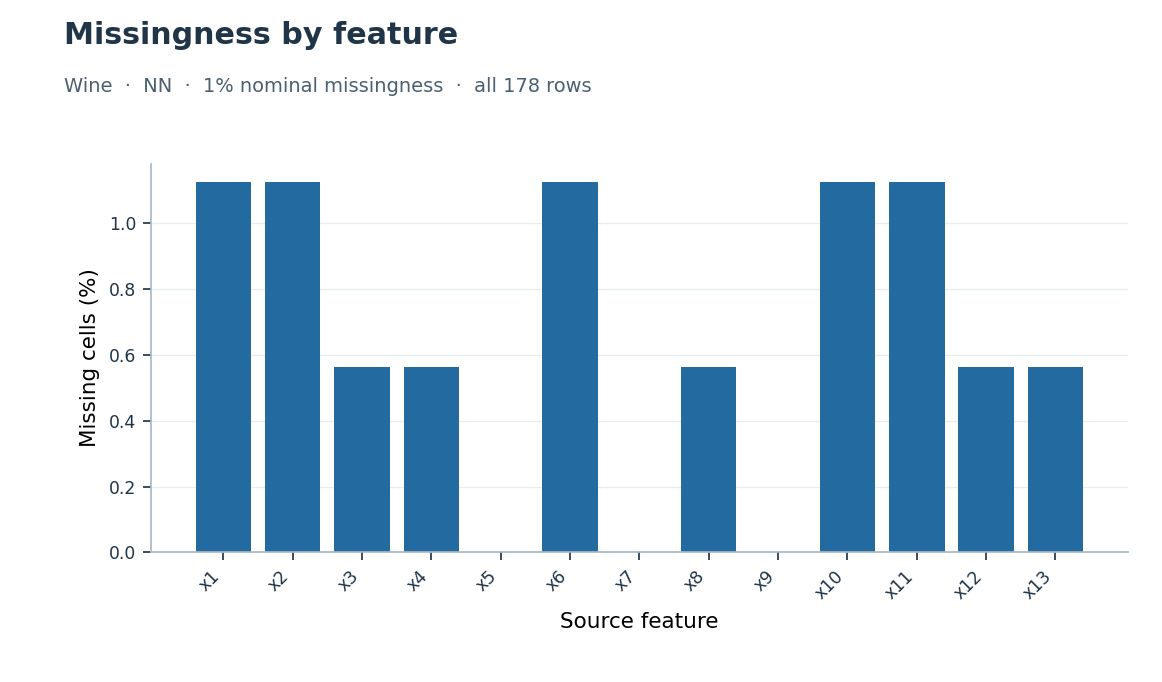 Missingness by feature
Wine · NN · 1% nominal missingness · all 178 rows
Missing cells (%)
1.0
0.8
0.6
0.4
0.2
0.0
x1 x2 x3 x4 x5 x6 x7 x8 x9 x10 x11 x12 x13
Source feature